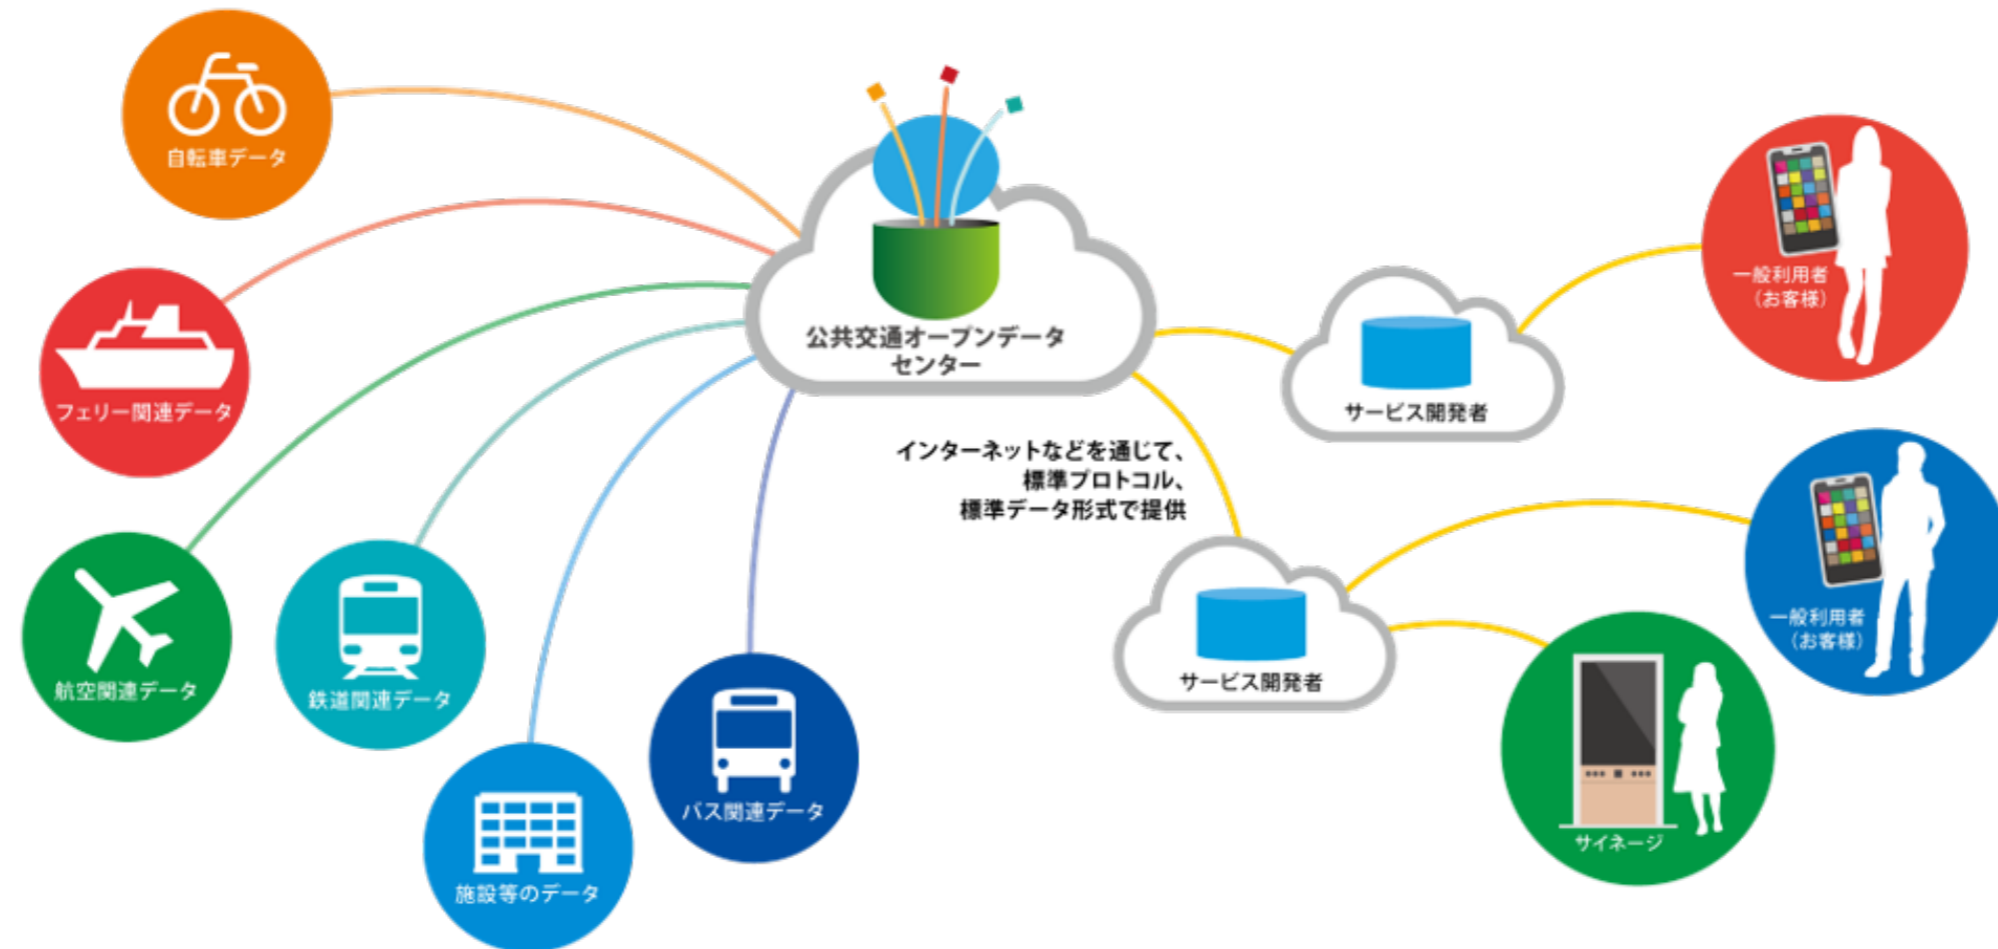 自転車データ
フェリー関連データ
航空関連データ
鉄道関連データ
施設等のデータ
バス関連データ
公共交通オープンデータ
センター
インターネットなどを通じて、
標準プロトコル、
標準データ形式で提供
サービス開発者
サービス開発者
一般利用者
（お客様）
一般利用者
（お客様）
サイネージ